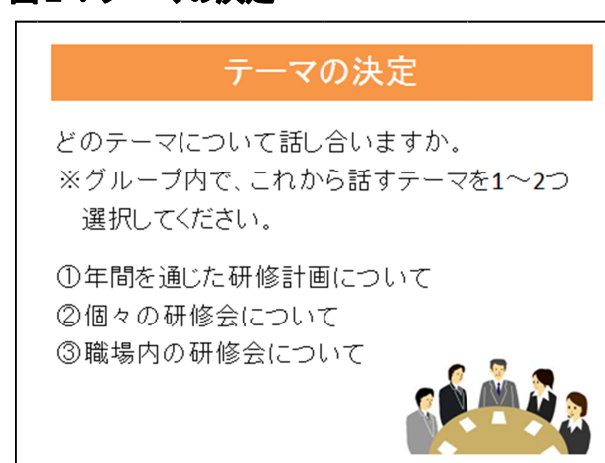 テーマの決定
どのテーマについて話し合いますか。
※グループ内で、これから話すテーマを1～2つ
選択してください。
①年間を通じた研修計画について
②個々の研修会について
③職場内の研修会について